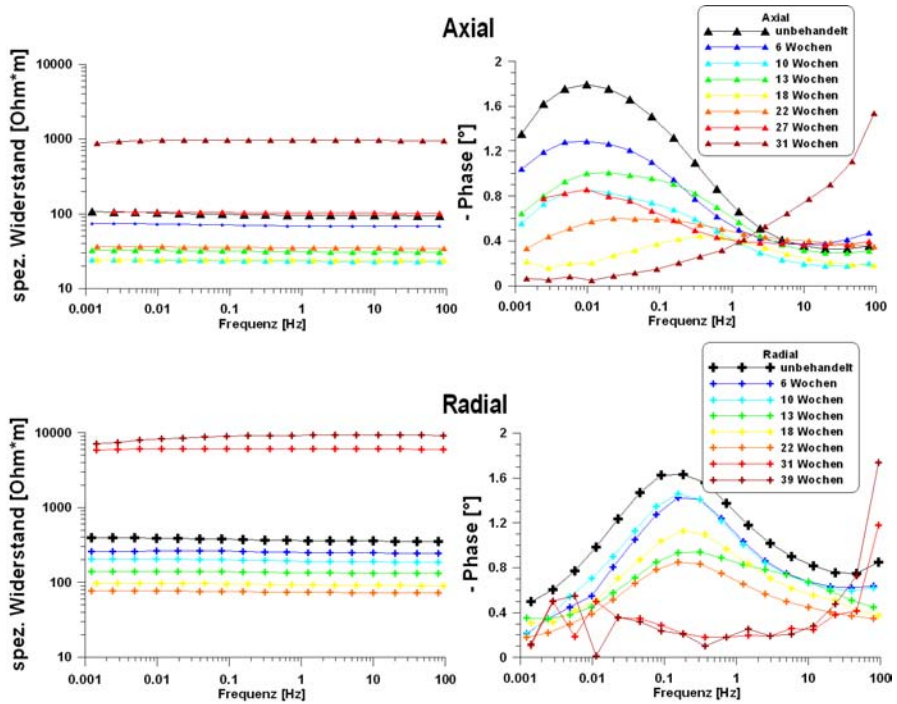 Axial
spez. Widerstand [Ohm*m]
10000
1000
100
10
0.001
0.01
0.1
1
10
100
Frequenz [Hz]
- Phase [°]
2
1.6
1.2
0.8
0.4
0
0.001
0.01
0.1
1
10
100
Frequenz [Hz]
Axial
unbehandelt
6 Wochen
10 Wochen
13 Wochen
18 Wochen
22 Wochen
27 Wochen
31 Wochen
Radial
spez. Widerstand [Ohm*m]
10000
1000
100
10
0.001
0.01
0.1
1
10
100
Frequenz [Hz]
- Phase [°]
2
1.6
1.2
0.8
0.4
0
0.001
0.01
0.1
1
10
100
Frequenz [Hz]
Radial
unbehandelt
6 Wochen
10 Wochen
13 Wochen
18 Wochen
22 Wochen
31 Wochen
39 Wochen